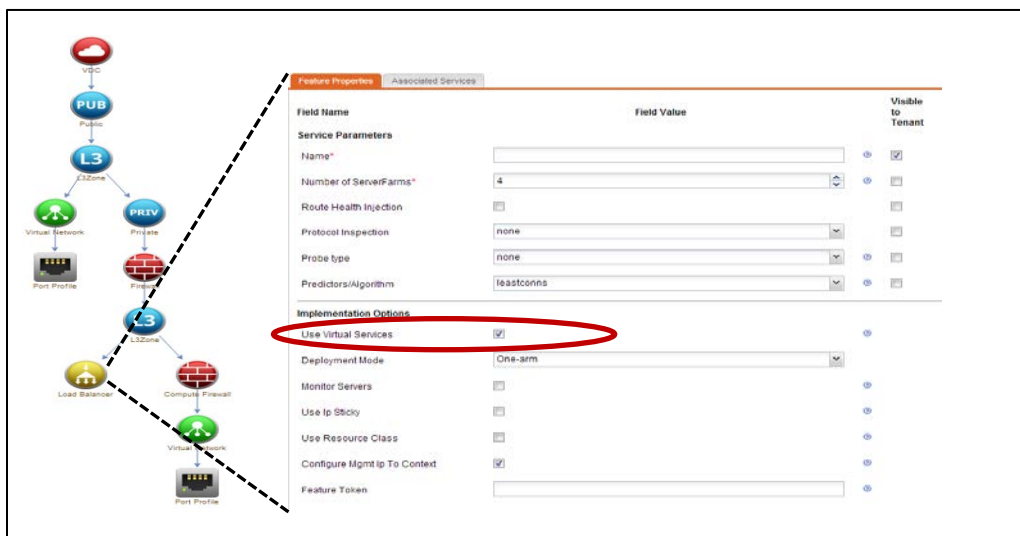 VDC
PUB
Public
L3
L3Zone
Virtual Network
PRIV
Private
Port Profile
Firewall
L3
L3Zone
Load Balancer
Compute Firewall
Virtual Network
Port Profile
Feature Properties Associated Services
Field Name Field Value Visible to Tenant
Service Parameters
Name*
Number of ServerFarms* 4
Route Health Injection
Protocol Inspection none
Probe type none
Predictors/Algorithm leastconns
Implementation Options
Use Virtual Services
Deployment Mode One-arm
Monitor Servers
Use Ip Sticky
Use Resource Class
Configure Mgmt Ip To Context
Feature Token